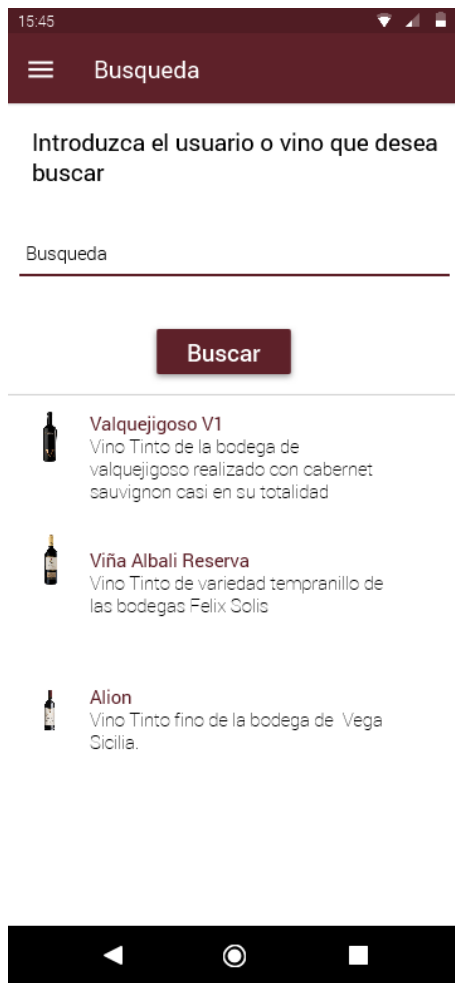 15:45
Busqueda
Introduzca el usuario o vino que desea
buscar
Busqueda
Buscar
Valquejigoso V1
Vino Tinto de la bodega de
valquejigoso realizado con cabernet
sauvignon casi en su totalidad
Viña Albali Reserva
Vino Tinto de variedad tempranillo de
las bodegas Felix Solis
Alion
Vino Tinto fino de la bodega de  Vega
Sicilia.